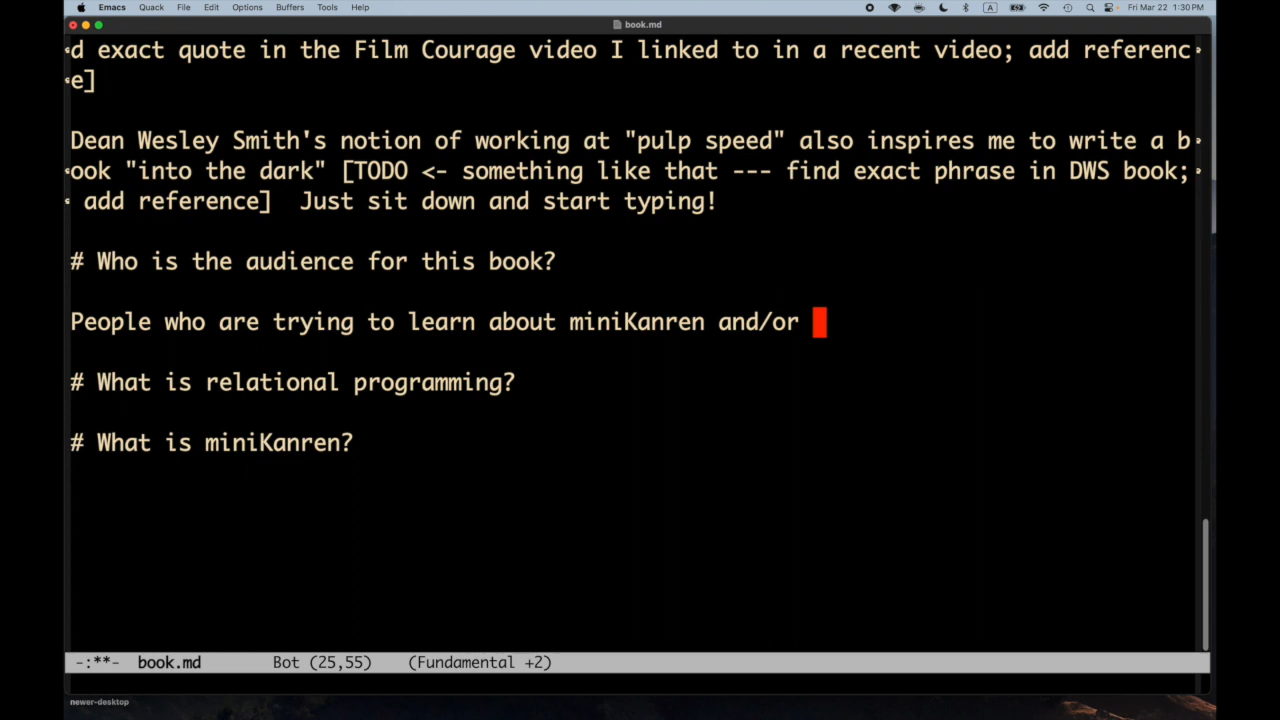 Emacs Quack File Edit Options Buffers Tools Help Fri Mar 22 1:30 PM
book.md
d exact quote in the Film Courage video I linked to in a recent video; add referenc
e]
Dean Wesley Smith's notion of working at "pulp speed" also inspires me to write a b
ook "into the dark" [TODO <- something like that --- find exact phrase in DWS book;
add reference]  Just sit down and start typing!
# Who is the audience for this book?
People who are trying to learn about miniKanren and/or
# What is relational programming?
# What is miniKanren?
-:**-  book.md        Bot (25,55)    (Fundamental +2)
newer-desktop